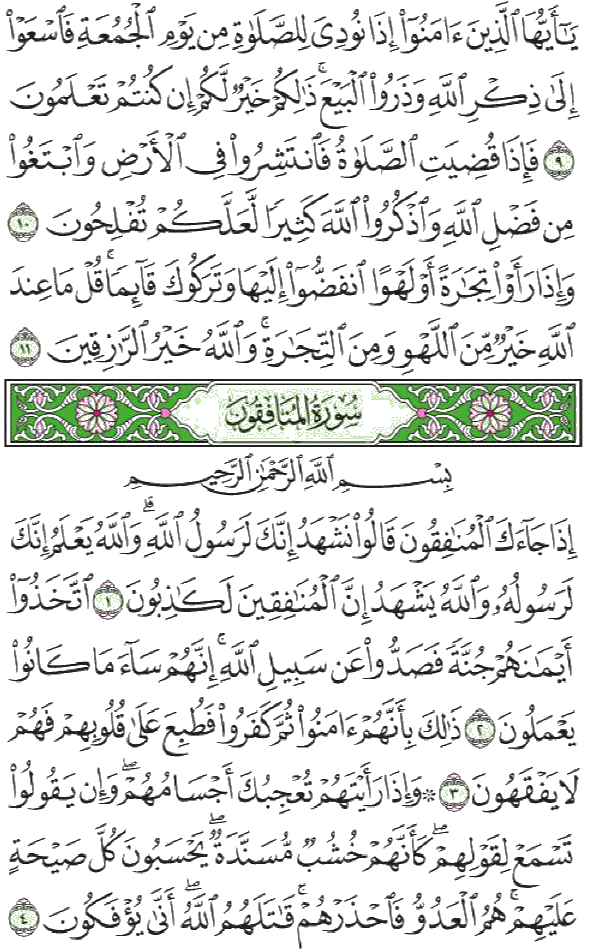 يَٰٓأَيُّهَا ٱلَّذِينَ ءَامَنُوٓا۟ إِذَا نُودِىَ لِلصَّلَوٰةِ مِن يَوْمِ ٱلْجُمُعَةِ فَٱسْعَوْا۟
إِلَىٰ ذِكْرِ ٱللَّهِ وَذَرُوا۟ ٱلْبَيْعَ ۚ ذَٰلِكُمْ خَيْرٌ لَّكُمْ إِن كُنتُمْ تَعْلَمُونَ
٩ فَإِذَا قُضِيَتِ ٱلصَّلَوٰةُ فَٱنتَشِرُوا۟ فِى ٱلْأَرْضِ وَٱبْتَغُوا۟
مِن فَضْلِ ٱللَّهِ وَٱذْكُرُوا۟ ٱللَّهَ كَثِيرًا لَّعَلَّكُمْ تُفْلِحُونَ ١٠
وَإِذَا رَأَوْا۟ تِجَٰرَةً أَوْ لَهْوًا ٱنفَضُّوٓا۟ إِلَيْهَا وَتَرَكُوكَ قَآئِمًا ۚ قُلْ مَا عِندَ
ٱللَّهِ خَيْرٌ مِّنَ ٱللَّهْوِ وَمِنَ ٱلتِّجَٰرَةِ ۚ وَٱللَّهُ خَيْرُ ٱلرَّٰزِقِينَ ١١
سُورَةُ المُنَافِقُونَ
بِسْمِ ٱللَّهِ ٱلرَّحْمَٰنِ ٱلرَّحِيمِ
إِذَا جَآءَكَ ٱلْمُنَٰفِقُونَ قَالُوا۟ نَشْهَدُ إِنَّكَ لَرَسُولُ ٱللَّهِ ۗ وَٱللَّهُ يَعْلَمُ إِنَّكَ
لَرَسُولُهُۥ وَٱللَّهُ يَشْهَدُ إِنَّ ٱلْمُنَٰفِقِينَ لَكَٰذِبُونَ ١ ٱتَّخَذُوٓا۟
أَيْمَٰنَهُمْ جُنَّةً فَصَدُّوا۟ عَن سَبِيلِ ٱللَّهِ ۚ إِنَّهُمْ سَآءَ مَا كَانُوا۟
يَعْمَلُونَ ٢ ذَٰلِكَ بِأَنَّهُمْ ءَامَنُوا۟ ثُمَّ كَفَرُوا۟ فَطُبِعَ عَلَىٰ قُلُوبِهِمْ فَهُمْ
لَا يَفْقَهُونَ ٣ ۞ وَإِذَا رَأَيْتَهُمْ تُعْجِبُكَ أَجْسَامُهُمْ ۖ وَإِن يَقُولُوا۟
تَسْمَعْ لِقَوْلِهِمْ ۖ كَأَنَّهُمْ خُشُبٌ مُّسَنَّدَةٌ ۖ يَحْسَبُونَ كُلَّ صَيْحَةٍ
عَلَيْهِمْ ۚ هُمُ ٱلْعَدُوُّ فَٱحْذَرْهُمْ ۚ قَٰتَلَهُمُ ٱللَّهُ ۖ أَنَّىٰ يُؤْفَكُونَ ٤